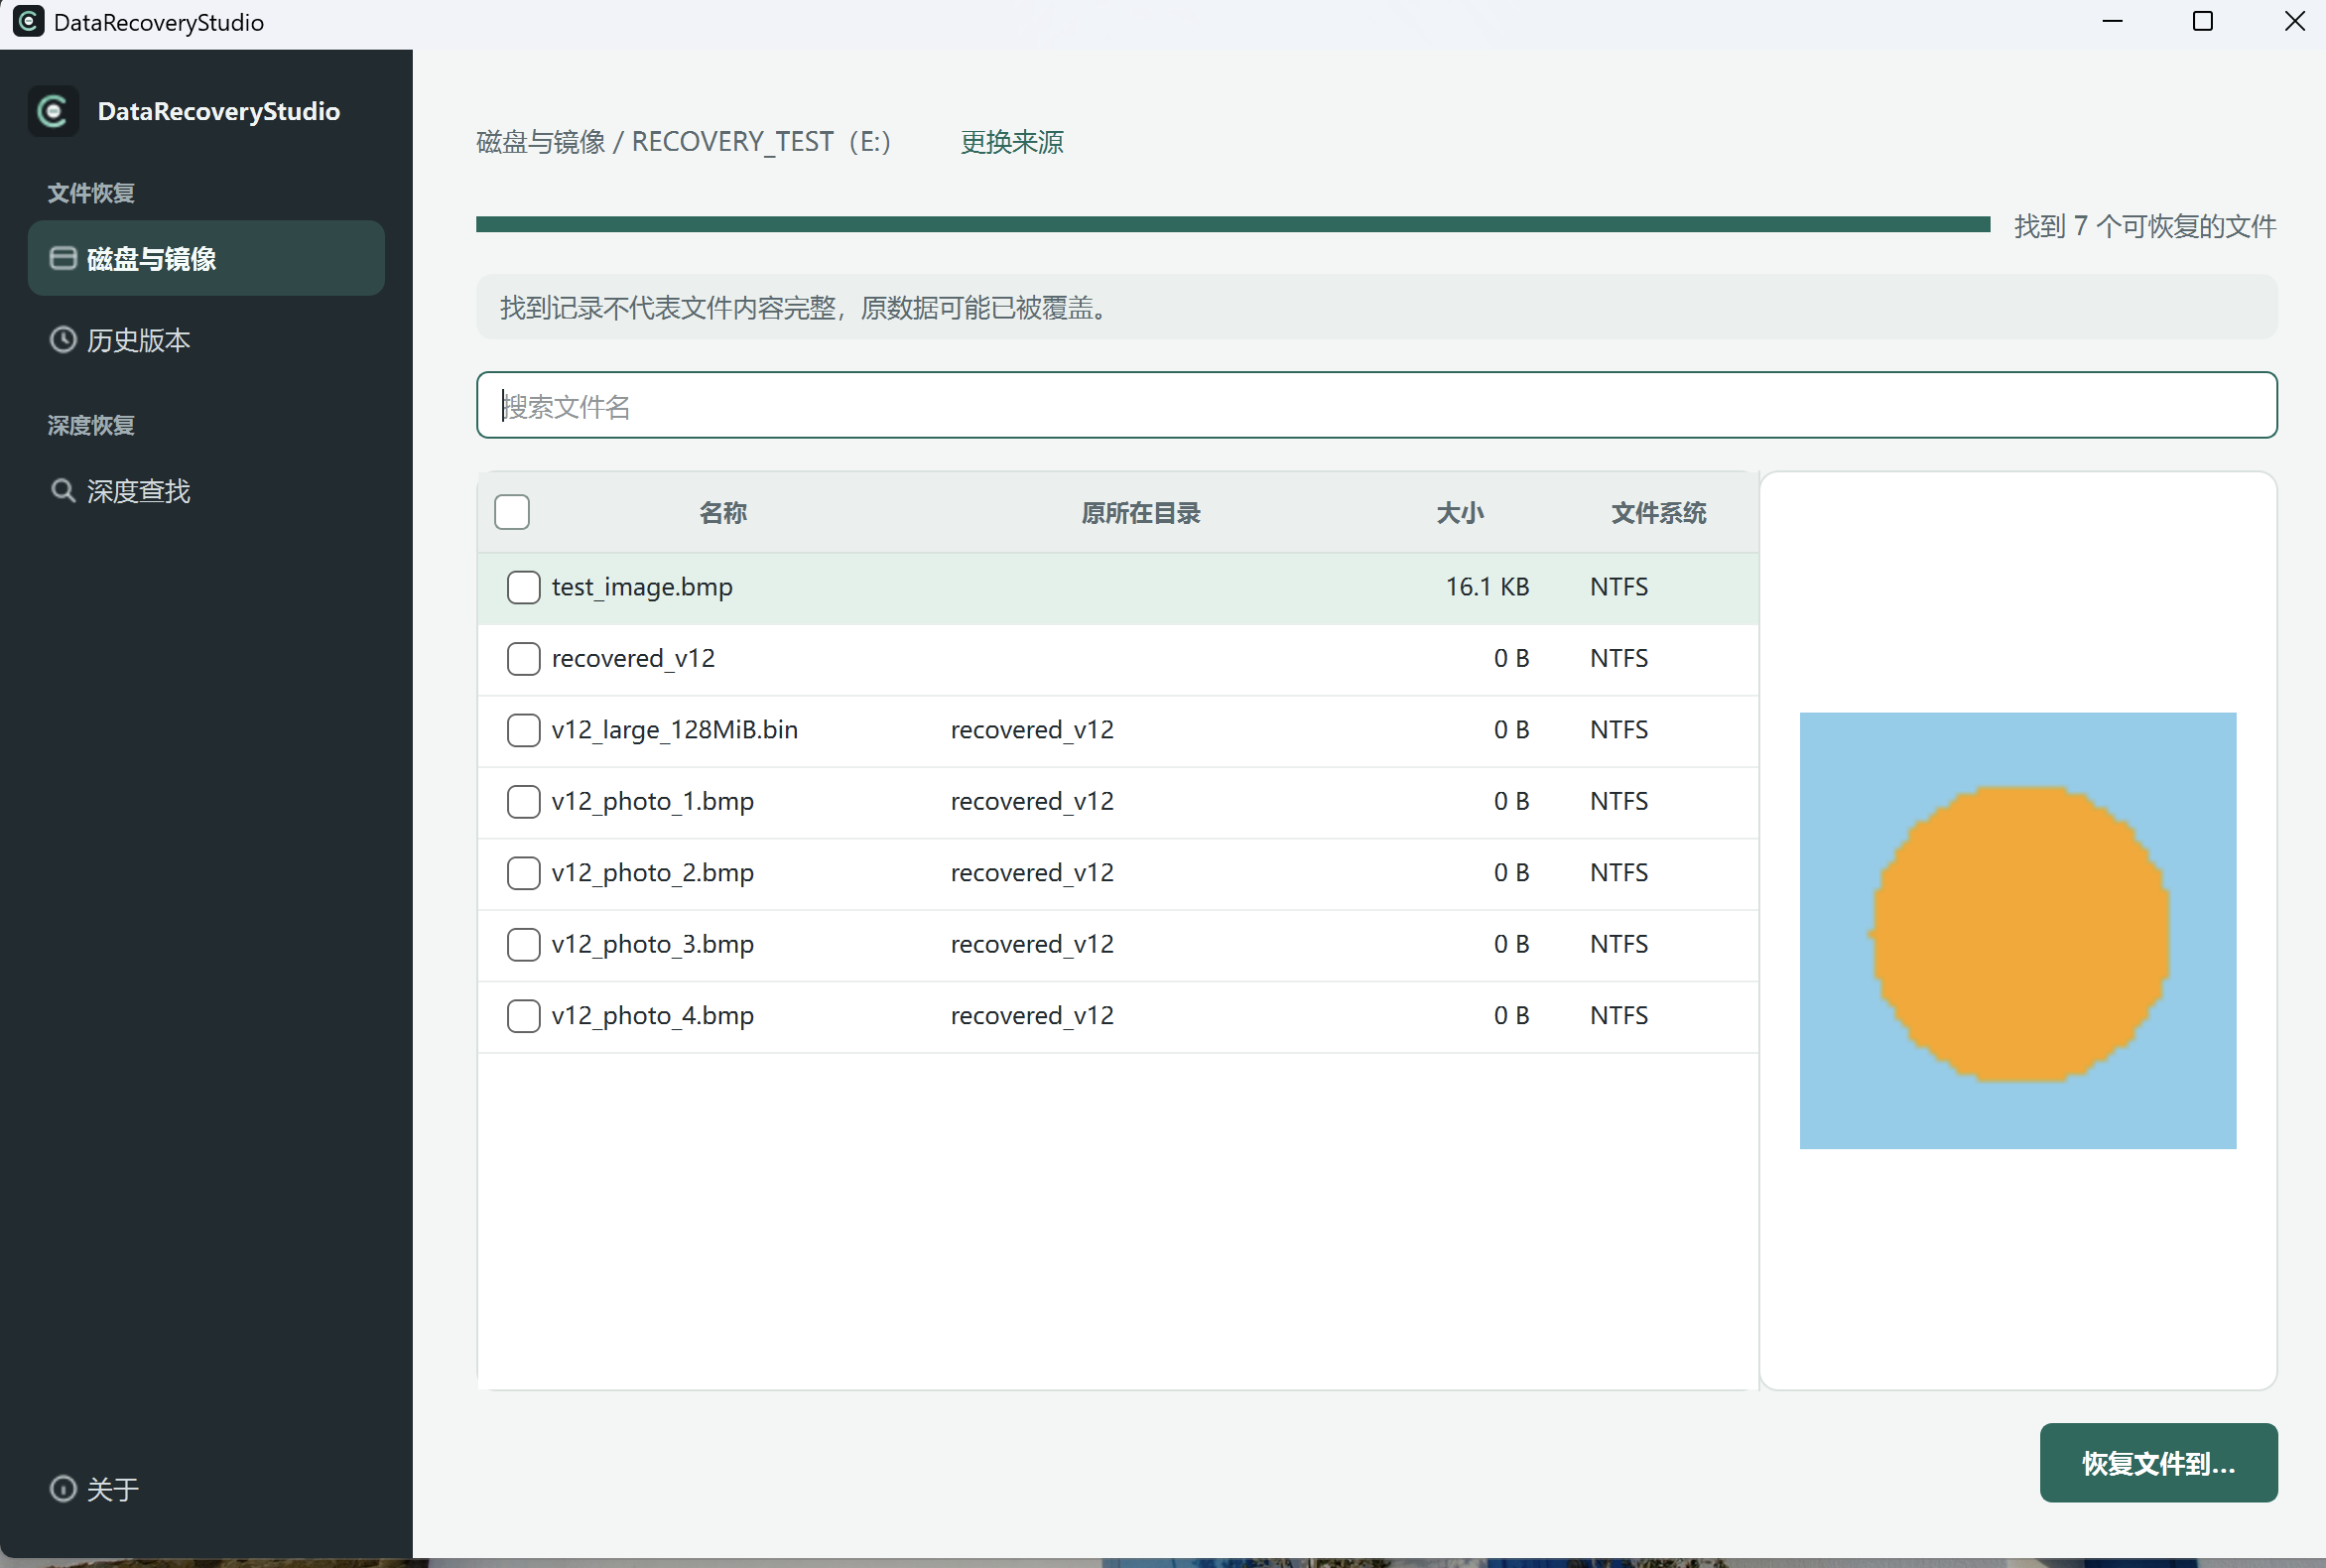 DataRecoveryStudio
DataRecoveryStudio
文件恢复
磁盘与镜像
历史版本
深度恢复
深度查找
关于
磁盘与镜像 / RECOVERY_TEST（E:） 更换来源
找到 7 个可恢复的文件
找到记录不代表文件内容完整，原数据可能已被覆盖。
搜索文件名
名称 原所在目录 大小 文件系统
test_image.bmp 16.1 KB NTFS
recovered_v12 0 B NTFS
v12_large_128MiB.bin recovered_v12 0 B NTFS
v12_photo_1.bmp recovered_v12 0 B NTFS
v12_photo_2.bmp recovered_v12 0 B NTFS
v12_photo_3.bmp recovered_v12 0 B NTFS
v12_photo_4.bmp recovered_v12 0 B NTFS
恢复文件到...